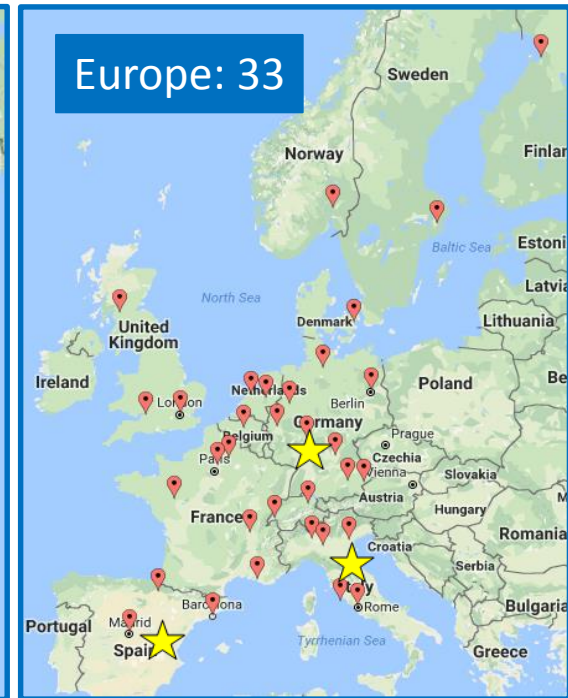 Europe: 33
Sweden
Norway
Finlan
Baltic Sea
Estoni
North Sea
Latvia
Denmark
Lithuania
United
Kingdom
Ireland
Netherlands
Be
London
Berlin
Poland
Germany
Belgium
Prague
Paris
Czechia
Vienna
Slovakia
Austria
Hungary
M
France
Romania
Croatia
Serbia
Italy
Barcelona
Rome
Bulgaria
Portugal
Madrid
Spain
Tyrrhenian Sea
Greece